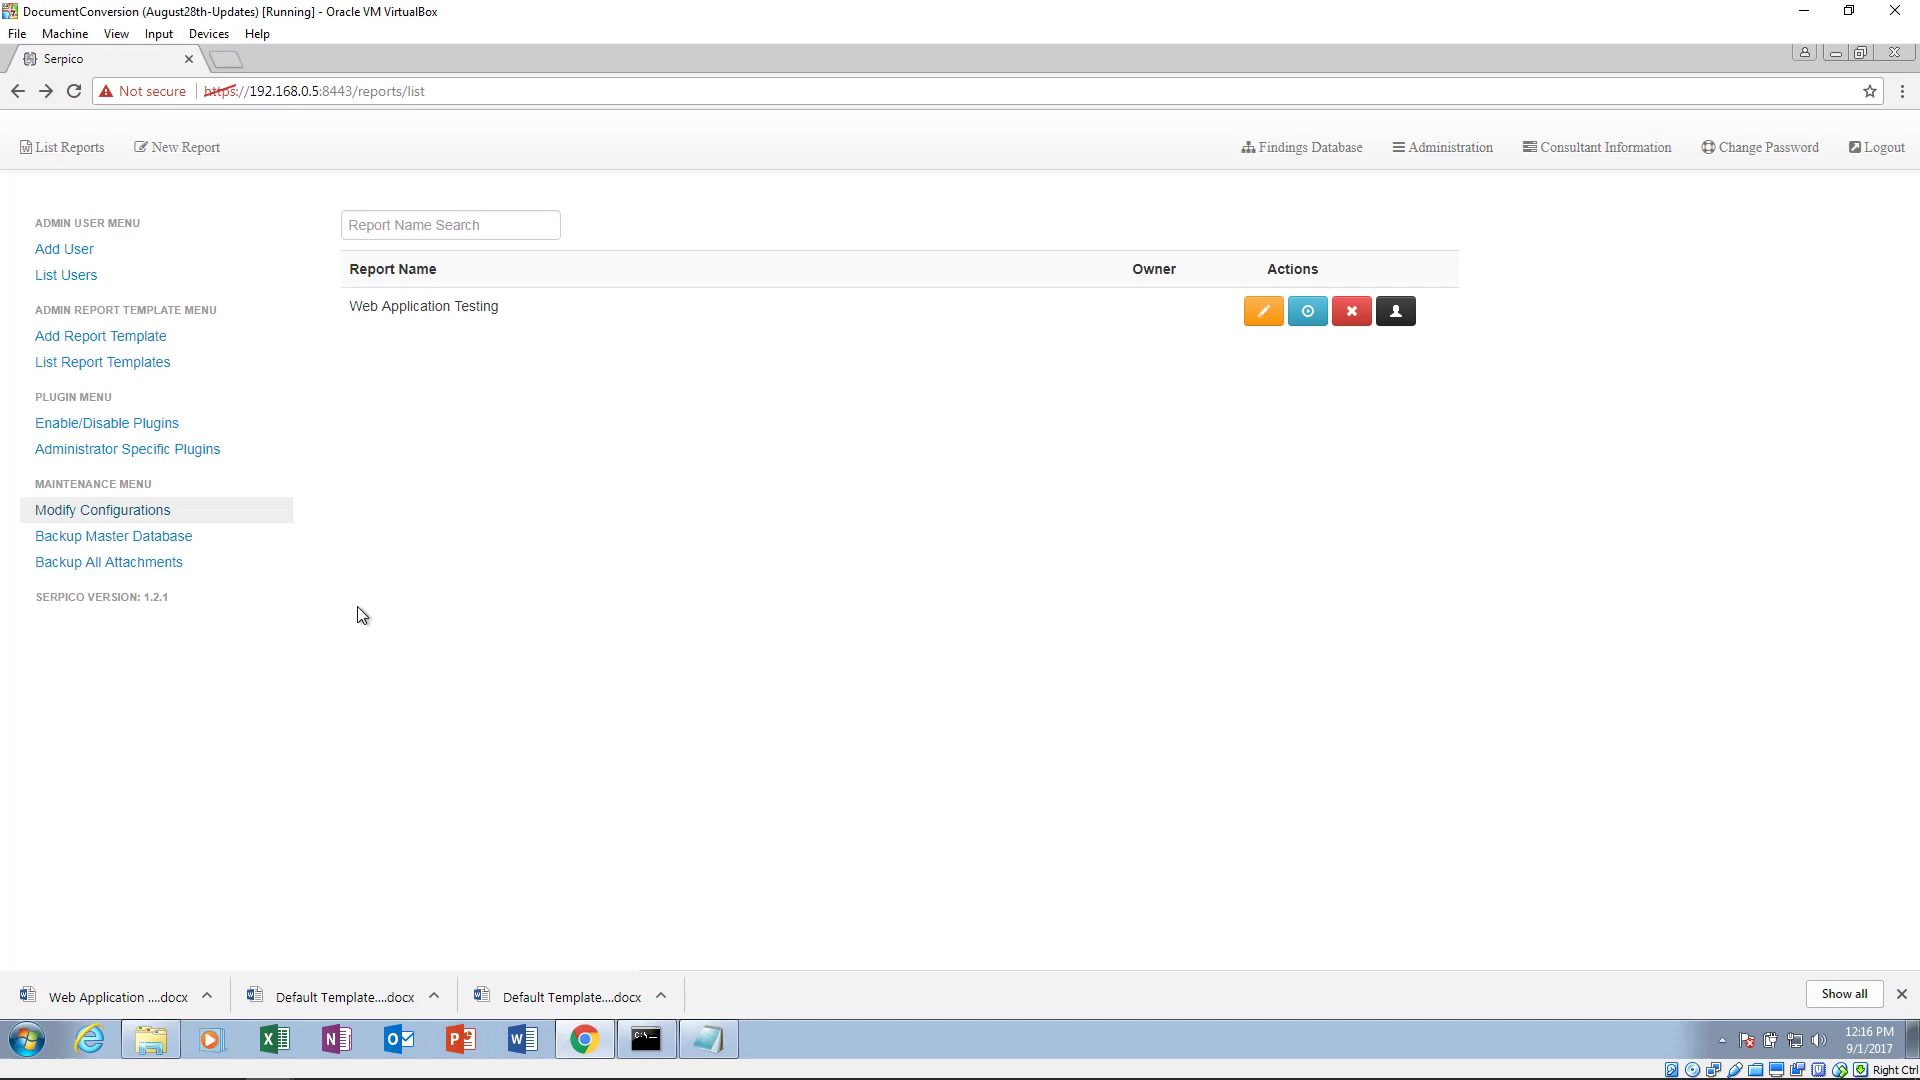 DocumentConversion (August28th-Updates) [Running] - Oracle VM VirtualBox
File Machine View Input Devices Help
Serpico
Not secure https://192.168.0.5:8443/reports/list
List Reports New Report Findings Database Administration Consultant Information Change Password Logout
ADMIN USER MENU
Add User
List Users
ADMIN REPORT TEMPLATE MENU
Add Report Template
List Report Templates
PLUGIN MENU
Enable/Disable Plugins
Administrator Specific Plugins
MAINTENANCE MENU
Modify Configurations
Backup Master Database
Backup All Attachments
SERPICO VERSION: 1.2.1
Report Name Search
Report Name Owner Actions
Web Application Testing
Web Application ....docx Default Template....docx Default Template....docx Show all
12:16 PM
9/1/2017
Right Ctrl